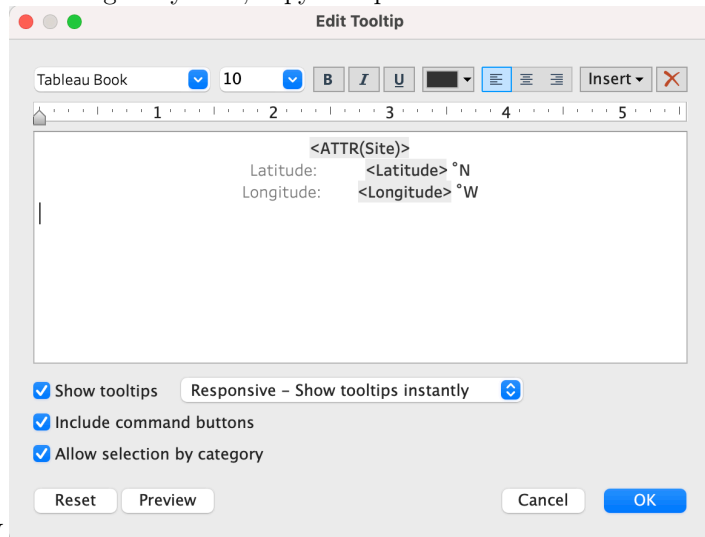 Edit Tooltip
Tableau Book 10 B I U Insert
1 2 3 4 5
<ATTR(Site)>
Latitude: <Latitude> °N
Longitude: <Longitude> °W
Show tooltips Responsive – Show tooltips instantly
Include command buttons
Allow selection by category
Reset Preview Cancel OK